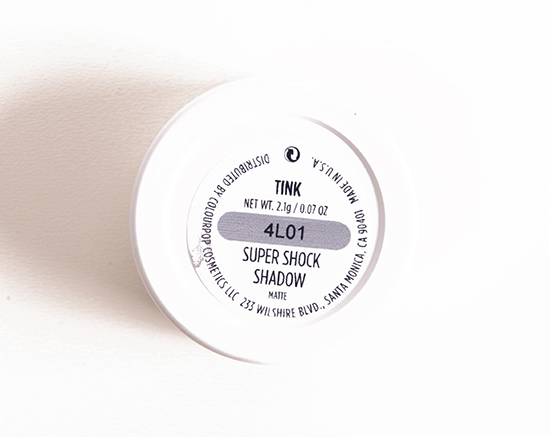 TINK
NET WT. 2.1g / 0.07 OZ
4L01
SUPER SHOCK
SHADOW
MATTE
DISTRIBUTED BY COLOURPOP COSMETICS LLC 233 WILSHIRE BLVD., SANTA MONICA, CA 90401 MADE IN U.S.A.